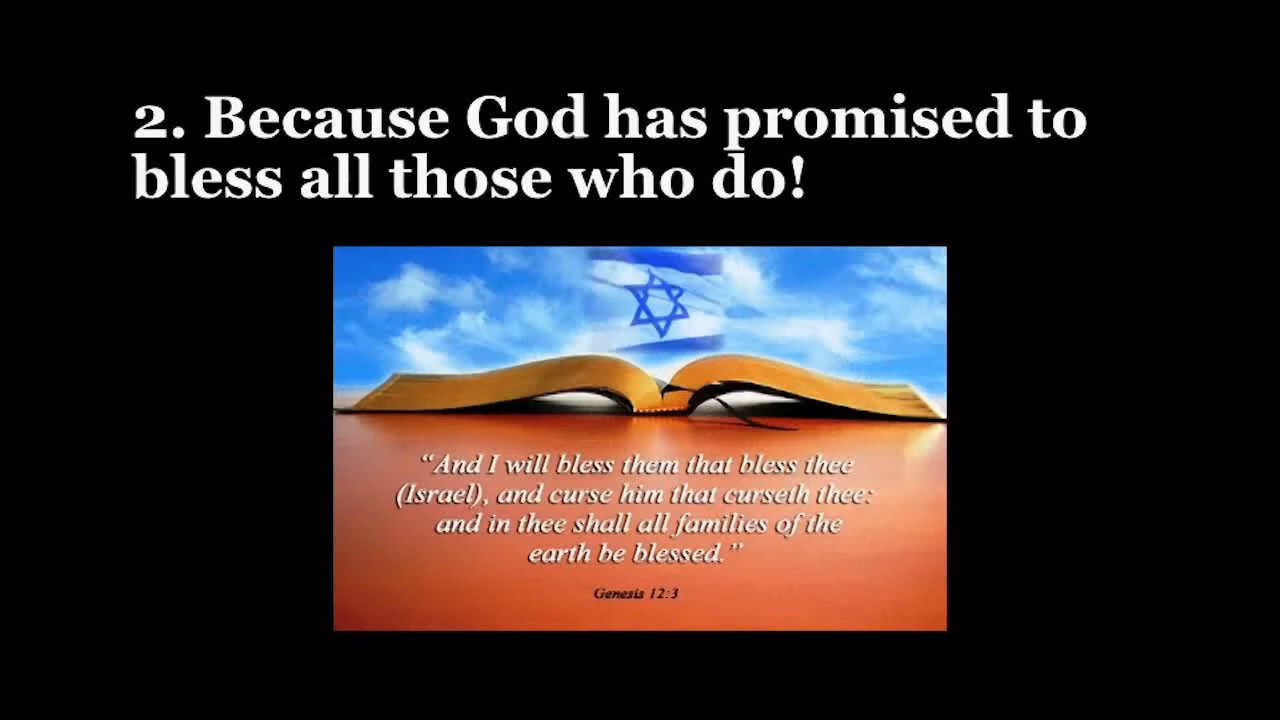 2. Because God has promised to
bless all those who do!
“And I will bless them that bless thee
(Israel), and curse him that curseth thee:
and in thee shall all families of the
earth be blessed.”
Genesis 12:3